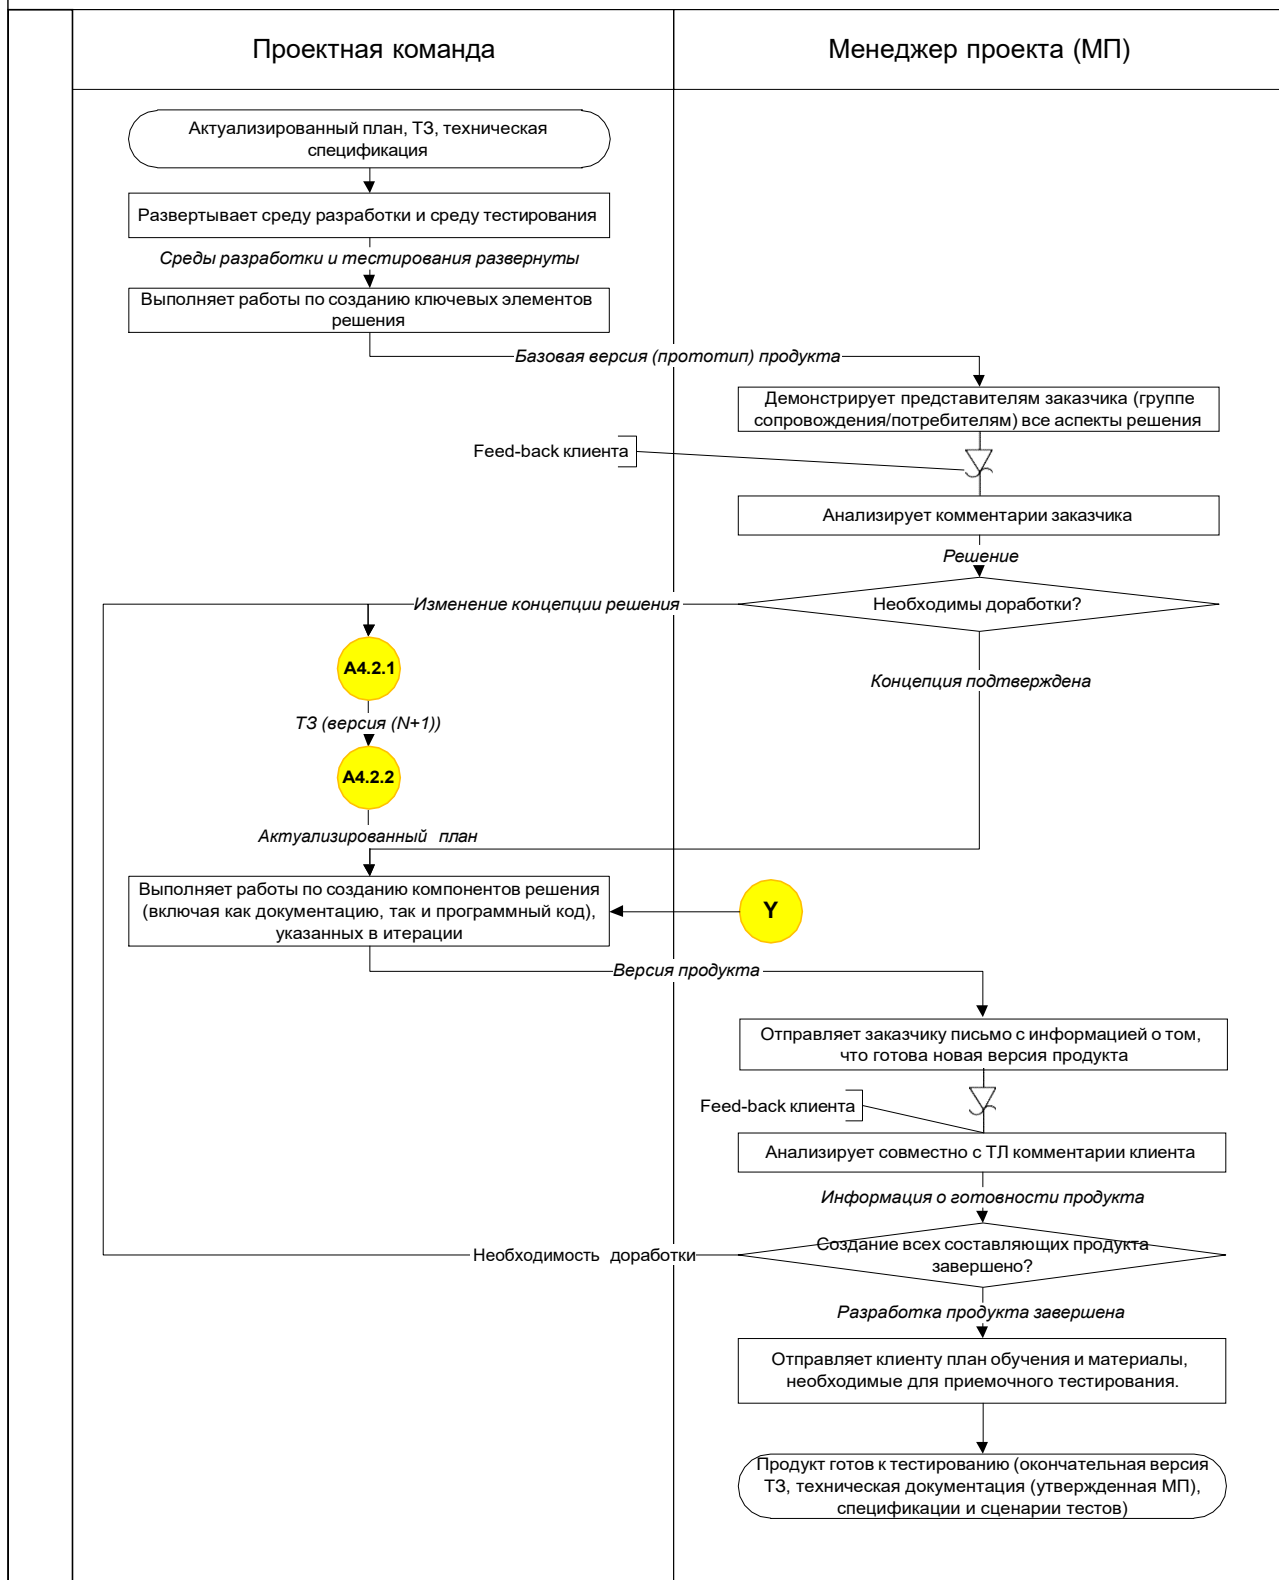 Проектная команда
Менеджер проекта (МП)
Актуализированный план, ТЗ, техническая
спецификация
Развертывает среду разработки и среду тестирования
Среды разработки и тестирования развернуты
Выполняет работы по созданию ключевых элементов
решения
Базовая версия (прототип) продукта
Демонстрирует представителям заказчика (группе
сопровождения/потребителям) все аспекты решения
Feed-back клиента
Анализирует комментарии заказчика
Решение
Необходимы доработки?
Изменение концепции решения
Концепция подтверждена
A4.2.1
ТЗ (версия (N+1))
A4.2.2
Актуализированный план
Выполняет работы по созданию компонентов решения
(включая как документацию, так и программный код),
указанных в итерации
Y
Версия продукта
Отправляет заказчику письмо с информацией о том,
что готова новая версия продукта
Feed-back клиента
Анализирует совместно с ТЛ комментарии клиента
Информация о готовности продукта
Создание всех составляющих продукта
завершено?
Необходимость доработки
Разработка продукта завершена
Отправляет клиенту план обучения и материалы,
необходимые для приемочного тестирования.
Продукт готов к тестированию (окончательная версия
ТЗ, техническая документация (утвержденная МП),
спецификации и сценарии тестов)